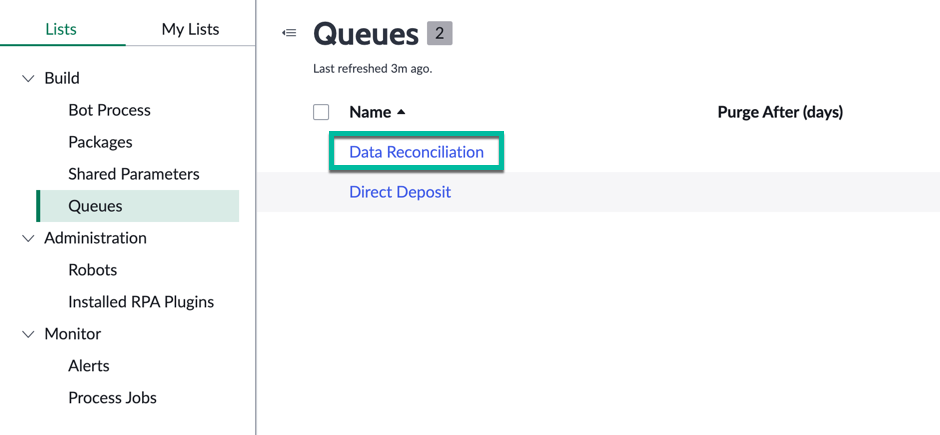 Lists
My Lists
Build
Bot Process
Packages
Shared Parameters
Queues
Administration
Robots
Installed RPA Plugins
Monitor
Alerts
Process Jobs
Queues 2
Last refreshed 3m ago.
Name
Purge After (days)
Data Reconciliation
Direct Deposit